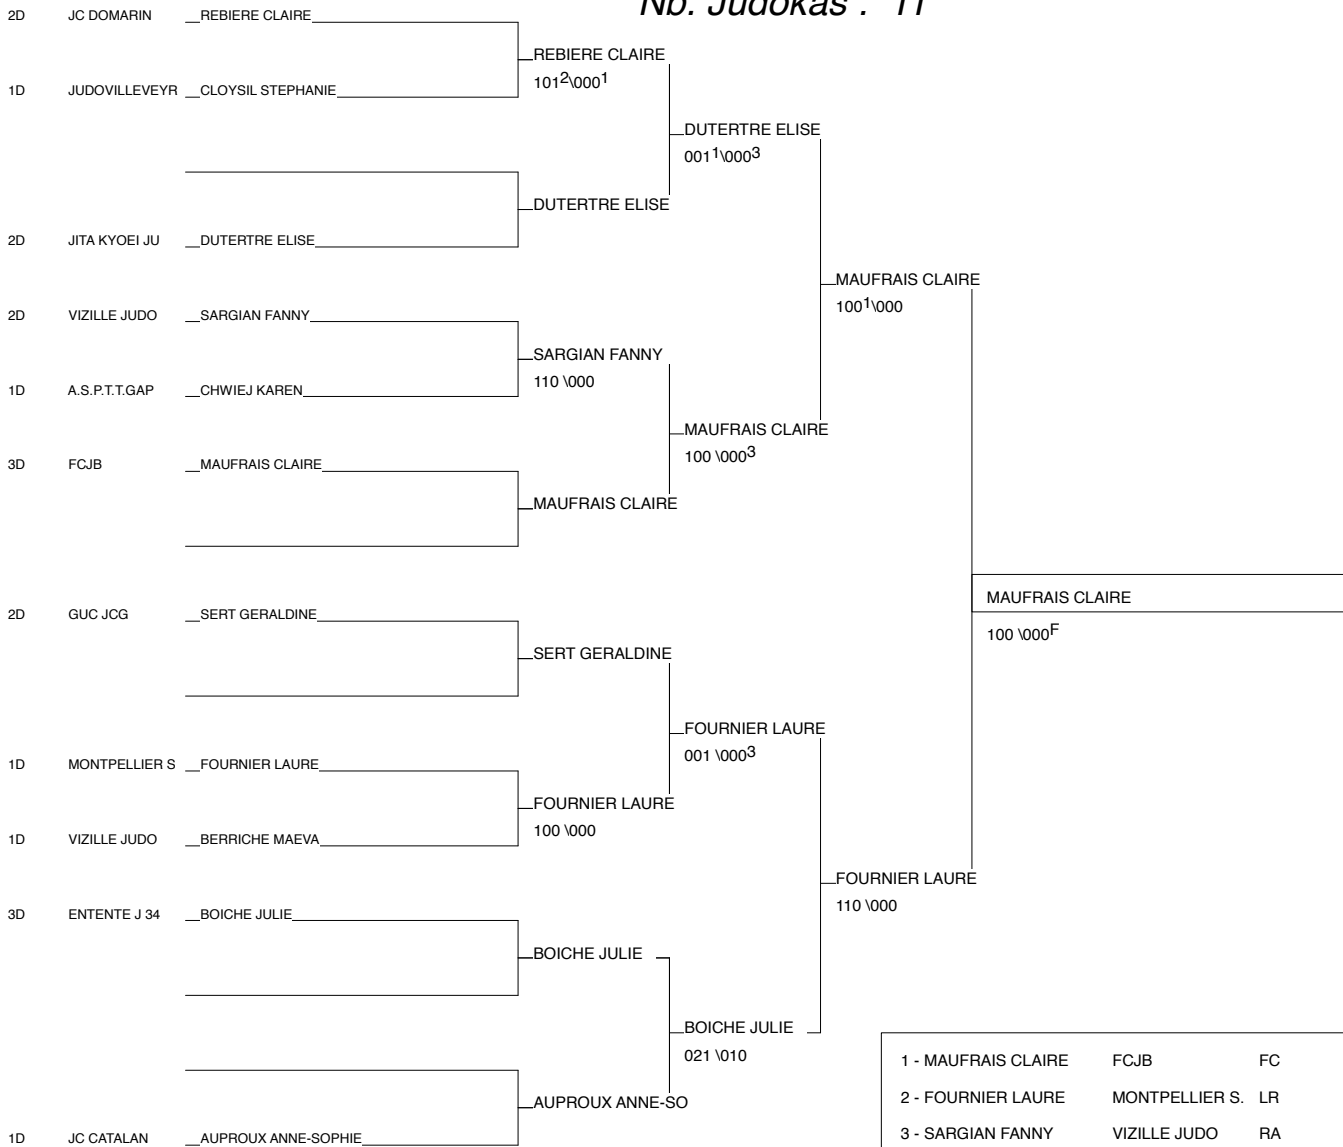 Nb. Judokas : 11
2D JC DOMARIN REBIERE CLAIRE
REBIERE CLAIRE
101²\000¹
1D JUDOVILLEVEYR CLOYSIL STEPHANIE
DUTERTRE ELISE
001¹\000³
DUTERTRE ELISE
2D JITA KYOEI JU DUTERTRE ELISE
MAUFRAIS CLAIRE
100¹\000
2D VIZILLE JUDO SARGIAN FANNY
SARGIAN FANNY
110 \000
1D A.S.P.T.T.GAP CHWIEJ KAREN
MAUFRAIS CLAIRE
100 \000³
3D FCJB MAUFRAIS CLAIRE
MAUFRAIS CLAIRE
MAUFRAIS CLAIRE
100 \000F
2D GUC JCG SERT GERALDINE
SERT GERALDINE
FOURNIER LAURE
001 \000³
1D MONTPELLIER S FOURNIER LAURE
FOURNIER LAURE
100 \000
1D VIZILLE JUDO BERRICHE MAEVA
FOURNIER LAURE
110 \000
3D ENTENTE J 34 BOICHE JULIE
BOICHE JULIE
BOICHE JULIE
021 \010
AUPROUX ANNE-SO
1D JC CATALAN AUPROUX ANNE-SOPHIE
1 - MAUFRAIS CLAIRE FCJB FC
2 - FOURNIER LAURE MONTPELLIER S. LR
3 - SARGIAN FANNY VIZILLE JUDO RA